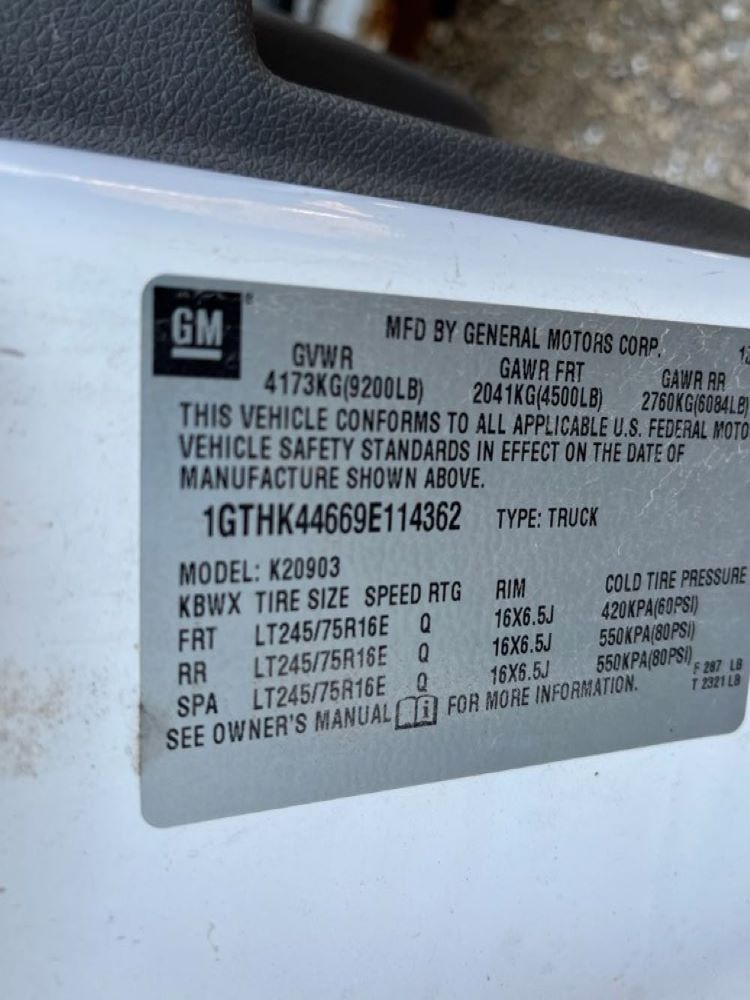 GM ®
MFD BY GENERAL MOTORS CORP.
GVWR GAWR FRT GAWR RR
4173KG(9200LB) 2041KG(4500LB) 2760KG(6084LB)
THIS VEHICLE CONFORMS TO ALL APPLICABLE U.S. FEDERAL MOTO
VEHICLE SAFETY STANDARDS IN EFFECT ON THE DATE OF
MANUFACTURE SHOWN ABOVE.
1GTHK44669E114362 TYPE: TRUCK
MODEL: K20903
KBWX TIRE SIZE SPEED RTG RIM COLD TIRE PRESSURE
FRT LT245/75R16E Q 16X6.5J 420KPA(60PSI)
RR LT245/75R16E Q 16X6.5J 550KPA(80PSI)
SPA LT245/75R16E Q 16X6.5J 550KPA(80PSI)
F 287 LB
T 2321 LB
SEE OWNER'S MANUAL i FOR MORE INFORMATION.